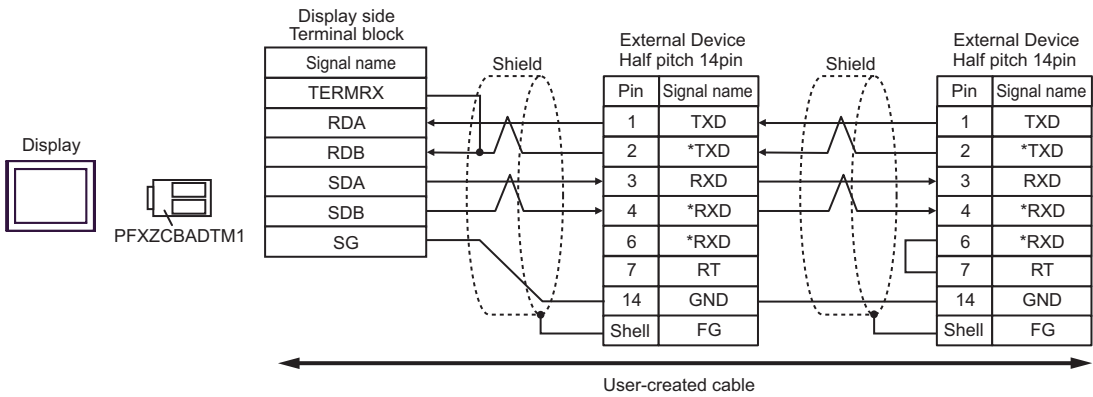 Display
PFXZCBADTM1
Display side
Terminal block
Signal name
TERMRX
RDA
RDB
SDA
SDB
SG
Shield
External Device
Half pitch 14pin
Pin Signal name
1 TXD
2 *TXD
3 RXD
4 *RXD
6 *RXD
7 RT
14 GND
Shell FG
Shield
External Device
Half pitch 14pin
Pin Signal name
1 TXD
2 *TXD
3 RXD
4 *RXD
6 *RXD
7 RT
14 GND
Shell FG
User-created cable